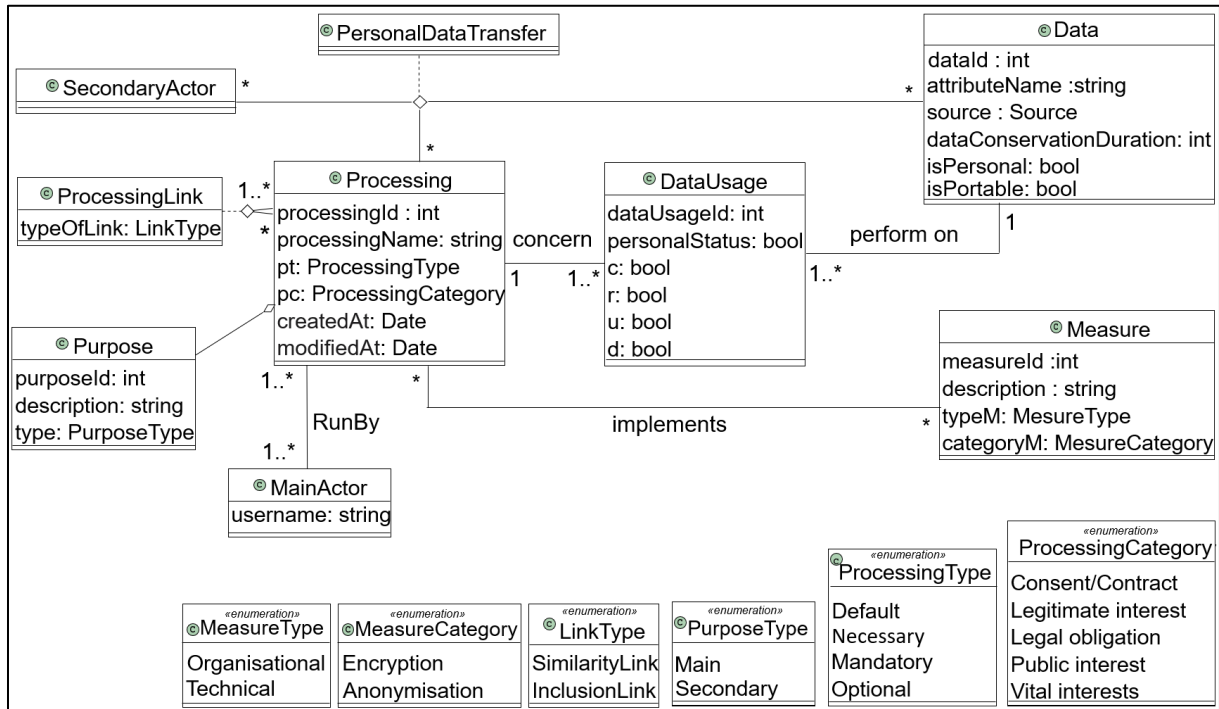 PersonalDataTransfer
SecondaryActor
*
*
*
Data
dataId : int
attributeName :string
source : Source
dataConservationDuration: int
isPersonal: bool
isPortable: bool
ProcessingLink
typeOfLink: LinkType
1..*
*
Processing
processingId : int
processingName: string
pt: ProcessingType
pc: ProcessingCategory
createdAt: Date
modifiedAt: Date
concern
1
1..*
DataUsage
dataUsageId: int
personalStatus: bool
c: bool
r: bool
u: bool
d: bool
perform on
1
1..*
Purpose
purposeId: int
description: string
type: PurposeType
1..*
RunBy
1..*
*
implements
*
Measure
measureId :int
description : string
typeM: MesureType
categoryM: MesureCategory
MainActor
username: string
«enumeration»
MeasureType
Organisational
Technical
«enumeration»
MeasureCategory
Encryption
Anonymisation
«enumeration»
LinkType
SimilarityLink
InclusionLink
«enumeration»
PurposeType
Main
Secondary
«enumeration»
ProcessingType
Default
Necessary
Mandatory
Optional
«enumeration»
ProcessingCategory
Consent/Contract
Legitimate interest
Legal obligation
Public interest
Vital interests